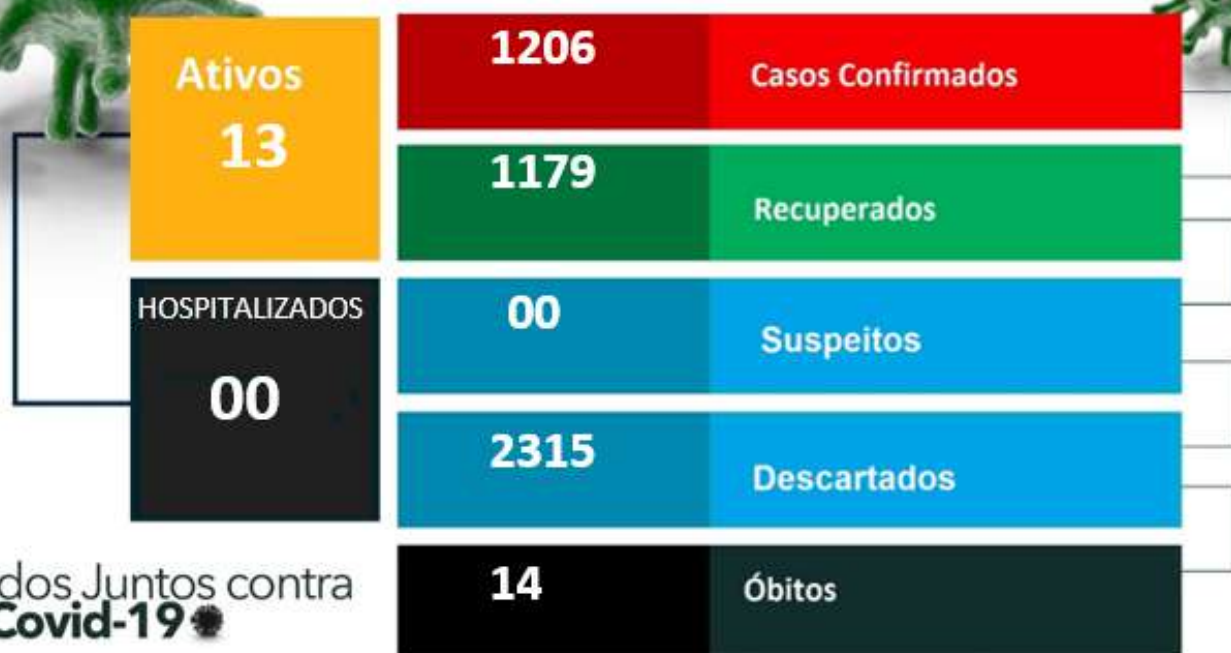 Ativos
13
HOSPITALIZADOS
00
1206
Casos Confirmados
1179
Recuperados
00
Suspeitos
2315
Descartados
14
Óbitos
dos Juntos contra
Covid-19